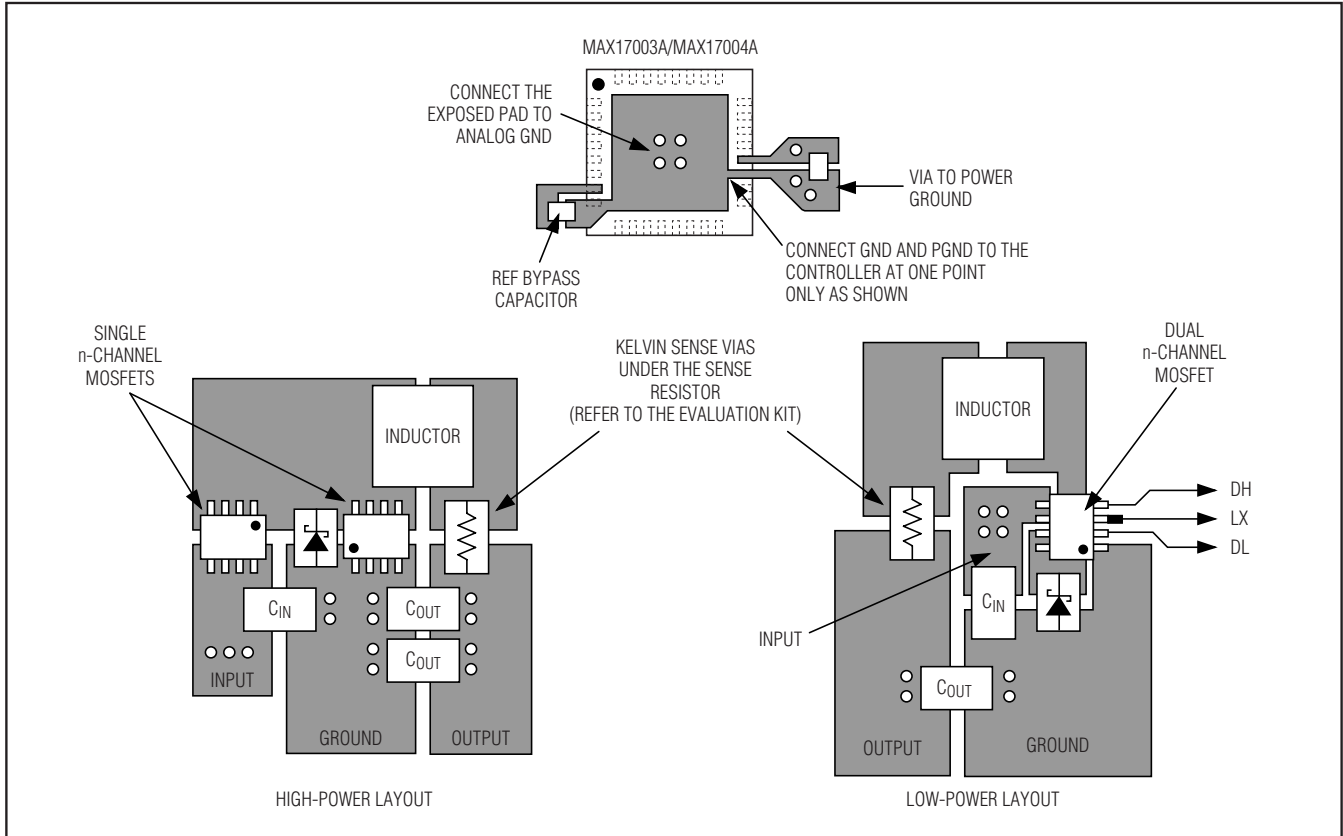 MAX17003A/MAX17004A
CONNECT THE
EXPOSED PAD TO
ANALOG GND
VIA TO POWER
GROUND
CONNECT GND AND PGND TO THE
CONTROLLER AT ONE POINT
ONLY AS SHOWN
REF BYPASS
CAPACITOR
SINGLE
n-CHANNEL
MOSFETS
KELVIN SENSE VIAS
UNDER THE SENSE
RESISTOR
(REFER TO THE EVALUATION KIT)
DUAL
n-CHANNEL
MOSFET
INDUCTOR
CIN
COUT
COUT
INPUT
GROUND
OUTPUT
HIGH-POWER LAYOUT
INDUCTOR
DH
LX
DL
CIN
INPUT
COUT
OUTPUT
GROUND
LOW-POWER LAYOUT